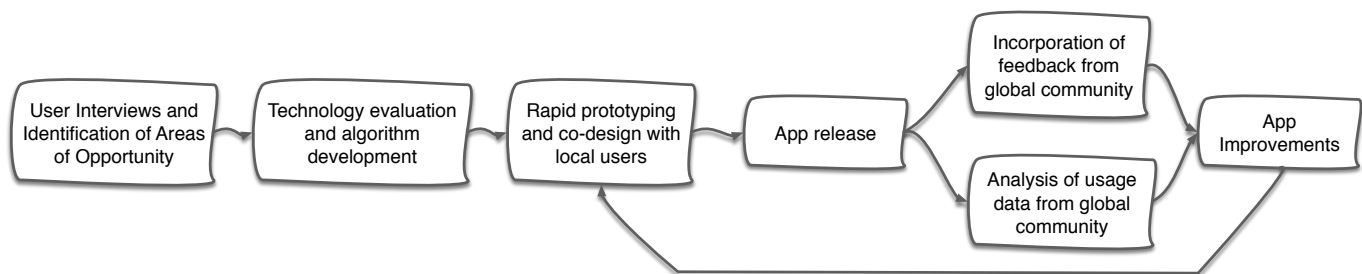 User Interviews and
Identification of Areas
of Opportunity
Technology evaluation
and algorithm
development
Rapid prototyping
and co-design with
local users
App release
Incorporation of
feedback from
global community
Analysis of usage
data from global
community
App
Improvements